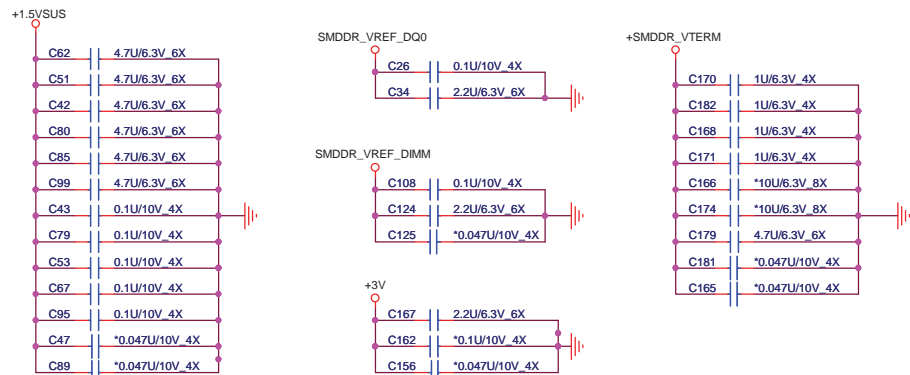 +1.5VSUS
C62 4.7U/6.3V_6X
C51 4.7U/6.3V_6X
C42 4.7U/6.3V_6X
C80 4.7U/6.3V_6X
C85 4.7U/6.3V_6X
C99 4.7U/6.3V_6X
C43 0.1U/10V_4X
C79 0.1U/10V_4X
C53 0.1U/10V_4X
C67 0.1U/10V_4X
C95 0.1U/10V_4X
C47 *0.047U/10V_4X
C89 *0.047U/10V_4X
SMDDR_VREF_DQ0
C26 0.1U/10V_4X
C34 2.2U/6.3V_6X
SMDDR_VREF_DIMM
C108 0.1U/10V_4X
C124 2.2U/6.3V_6X
C125 *0.047U/10V_4X
+3V
C167 2.2U/6.3V_6X
C162 *0.1U/10V_4X
C156 *0.047U/10V_4X
+SMDDR_VTERM
C170 1U/6.3V_4X
C182 1U/6.3V_4X
C168 1U/6.3V_4X
C171 1U/6.3V_4X
C166 *10U/6.3V_8X
C174 *10U/6.3V_8X
C179 4.7U/6.3V_6X
C181 *0.047U/10V_4X
C165 *0.047U/10V_4X